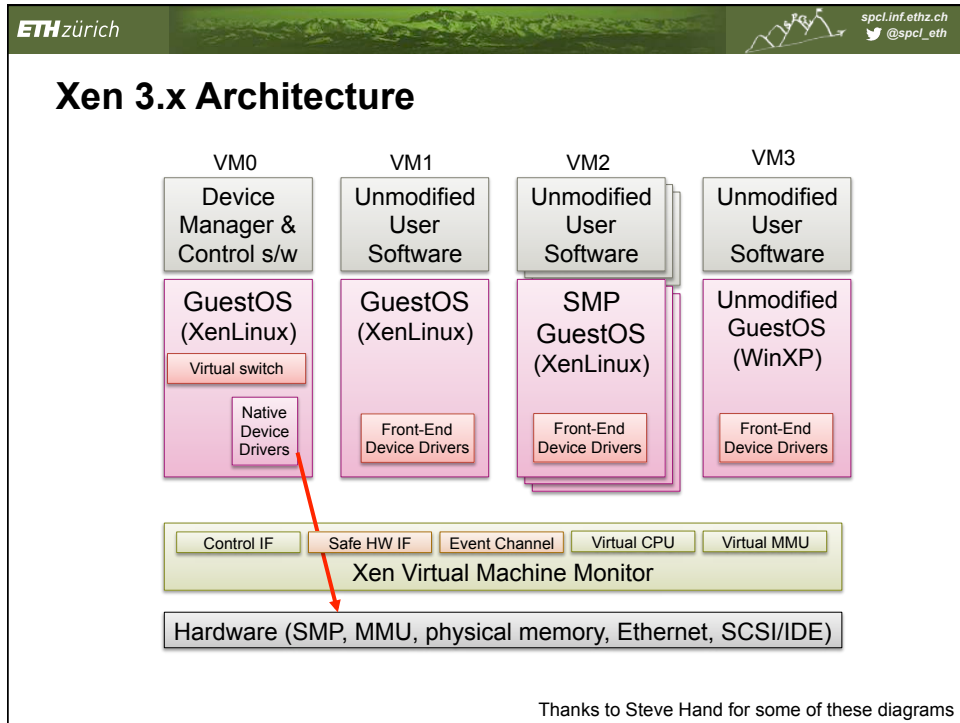 ETH zürich
spcl.inf.ethz.ch
@spcl_eth
Xen 3.x Architecture
VM0
Device
Manager &
Control s/w
GuestOS
(XenLinux)
Virtual switch
Native
Device
Drivers
VM1
Unmodified
User
Software
GuestOS
(XenLinux)
Front-End
Device Drivers
VM2
Unmodified
User
Software
SMP
GuestOS
(XenLinux)
Front-End
Device Drivers
VM3
Unmodified
User
Software
Unmodified
GuestOS
(WinXP)
Front-End
Device Drivers
Control IF
Safe HW IF
Event Channel
Virtual CPU
Virtual MMU
Xen Virtual Machine Monitor
Hardware (SMP, MMU, physical memory, Ethernet, SCSI/IDE)
Thanks to Steve Hand for some of these diagrams